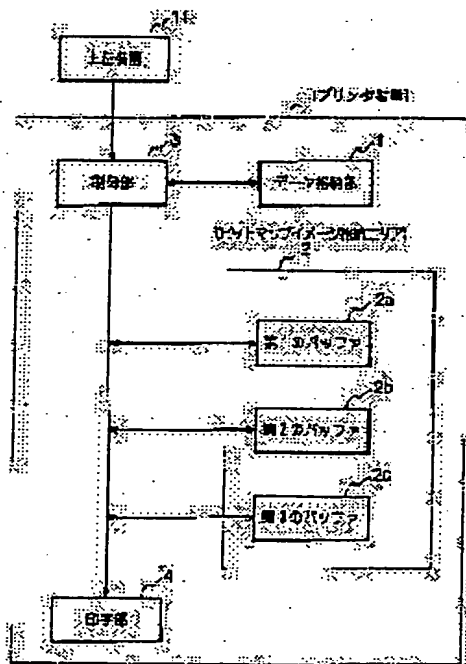 11
上位装置
プリンタ装置
3
1
制御部
データ格納部
ビットマップイメージ格納エリア
2
2a
第1のバッファ
2b
第2のバッファ
2c
第3のバッファ
4
印字部